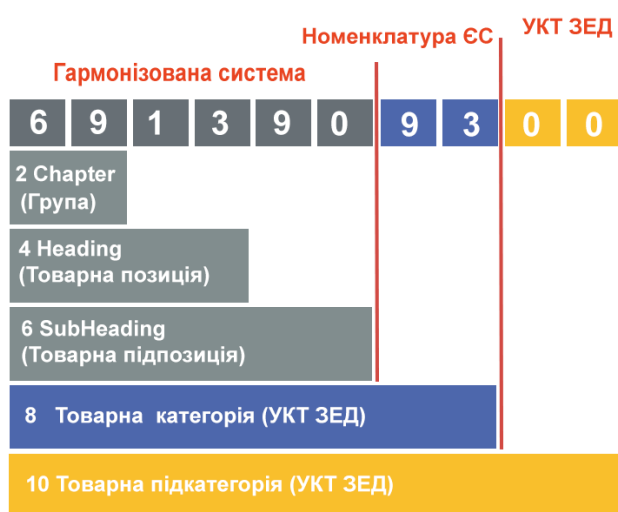 Номенклатура ЄС
УКТ ЗЕД
Гармонізована система
6 9 1 3 9 0 9 3 0 0
2 Chapter
(Група)
4 Heading
(Товарна позиція)
6 SubHeading
(Товарна підпозиція)
8 Товарна категорія (УКТ ЗЕД)
10 Товарна підкатегорія (УКТ ЗЕД)